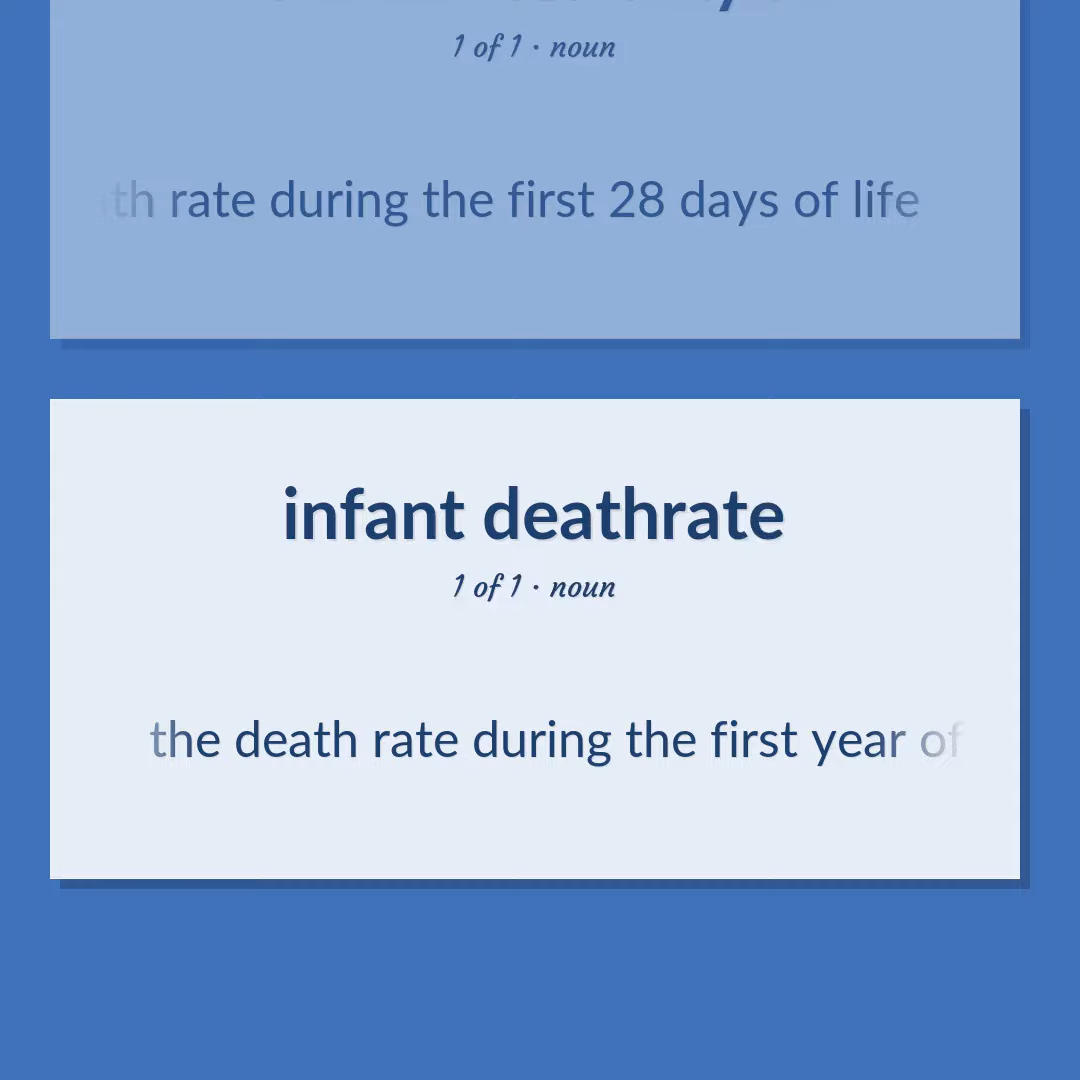 1 of 1 · noun
th rate during the first 28 days of life
infant deathrate
1 of 1 · noun
the death rate during the first year of